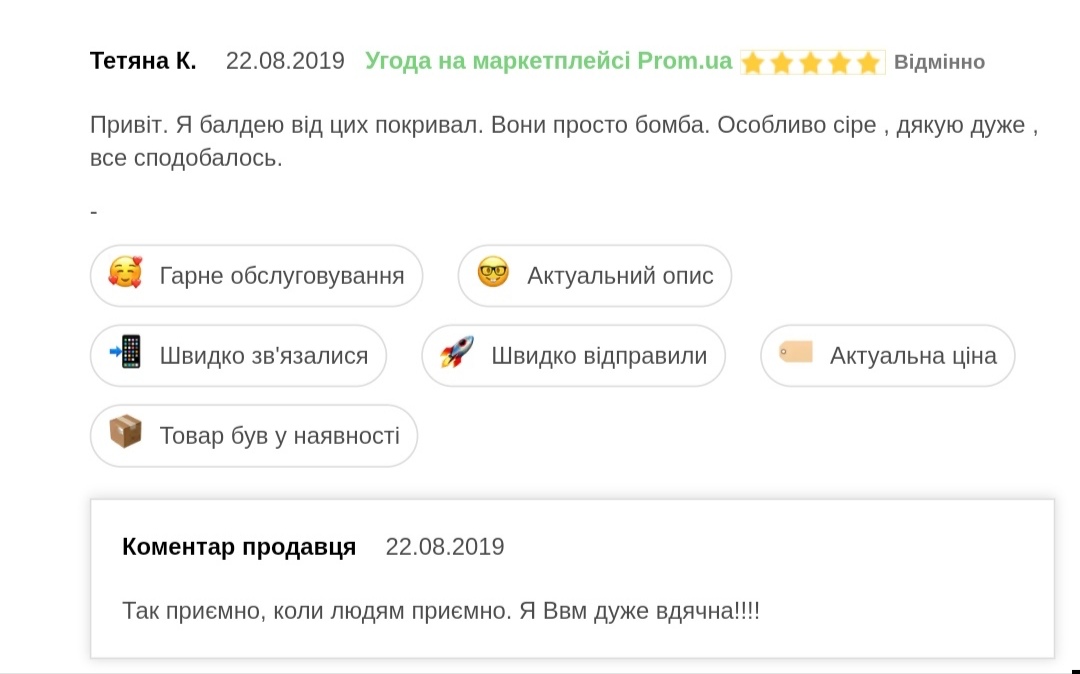 Тетяна К. 22.08.2019 Угода на маркетплейсі Prom.ua Відмінно
Привіт. Я балдею від цих покривал. Вони просто бомба. Особливо сіре , дякую дуже ,
все сподобалось.
-
Гарне обслуговування Актуальний опис
Швидко зв'язалися Швидко відправили Актуальна ціна
Товар був у наявності
Коментар продавця 22.08.2019
Так приємно, коли людям приємно. Я Ввм дуже вдячна!!!!